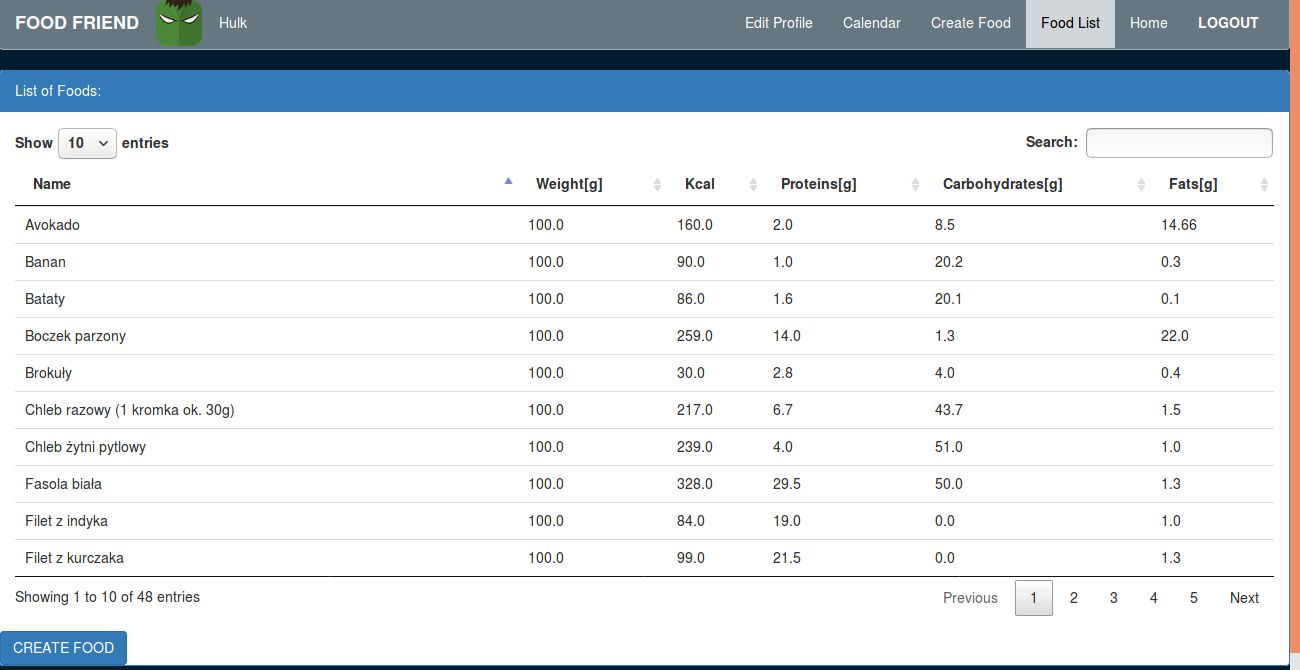 FOOD FRIEND Hulk Edit Profile Calendar Create Food Food List Home LOGOUT
List of Foods:
Show 10 entries Search:
Name Weight[g] Kcal Proteins[g] Carbohydrates[g] Fats[g]
Avokado 100.0 160.0 2.0 8.5 14.66
Banan 100.0 90.0 1.0 20.2 0.3
Bataty 100.0 86.0 1.6 20.1 0.1
Boczek parzony 100.0 259.0 14.0 1.3 22.0
Brokuły 100.0 30.0 2.8 4.0 0.4
Chleb razowy (1 kromka ok. 30g) 100.0 217.0 6.7 43.7 1.5
Chleb żytni pytlowy 100.0 239.0 4.0 51.0 1.0
Fasola biała 100.0 328.0 29.5 50.0 1.3
Filet z indyka 100.0 84.0 19.0 0.0 1.0
Filet z kurczaka 100.0 99.0 21.5 0.0 1.3
Showing 1 to 10 of 48 entries Previous 1 2 3 4 5 Next
CREATE FOOD